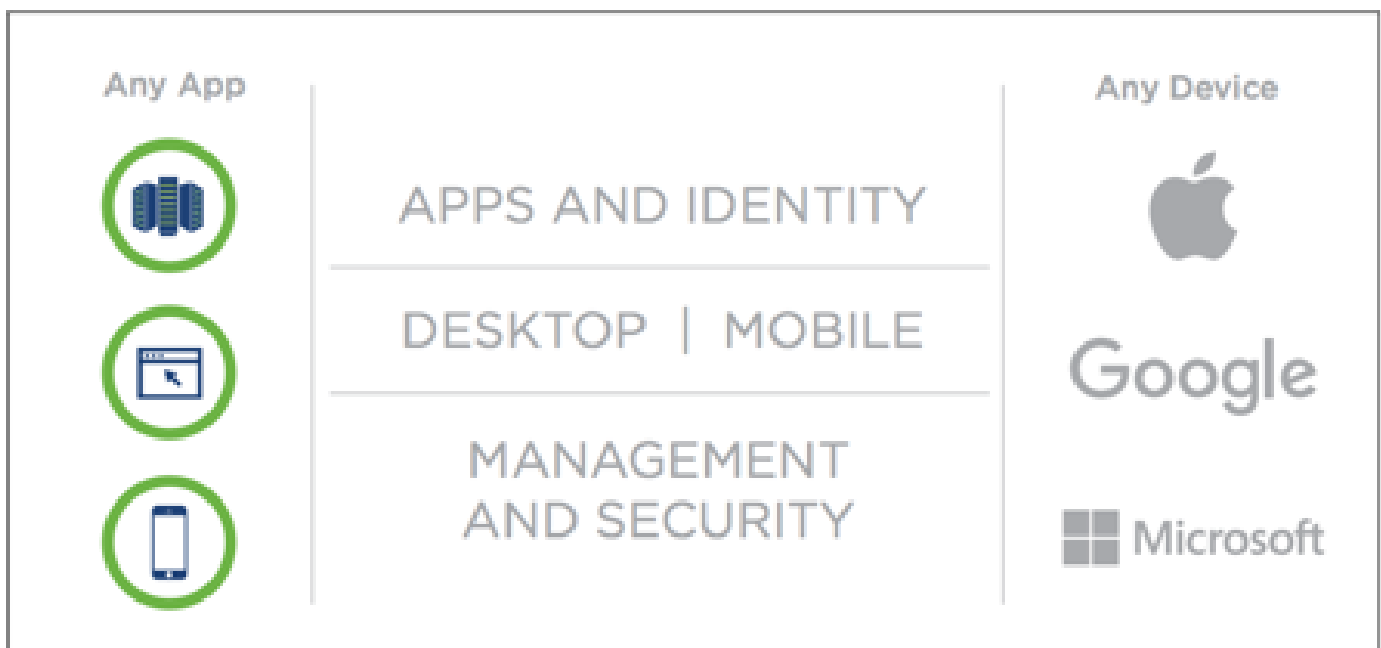 Any App
APPS AND IDENTITY
DESKTOP | MOBILE
MANAGEMENT
AND SECURITY
Any Device
Google
Microsoft